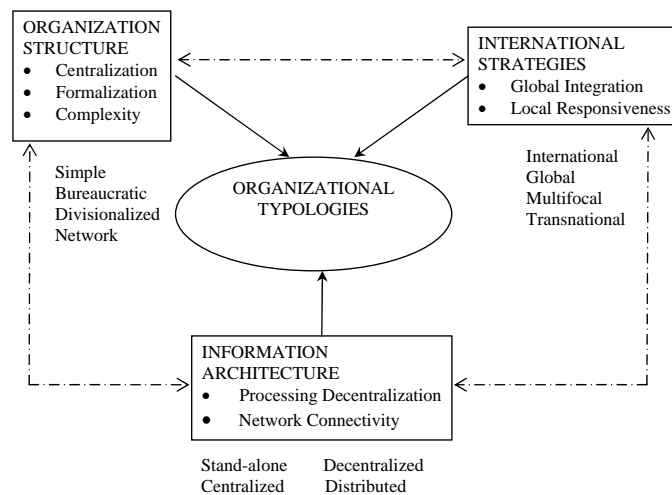 ORGANIZATION
STRUCTURE
• Centralization
• Formalization
• Complexity
INTERNATIONAL
STRATEGIES
• Global Integration
• Local Responsiveness
Simple
Bureaucratic
Divisionalized
Network
International
Global
Multifocal
Transnational
ORGANIZATIONAL
TYPOLOGIES
INFORMATION
ARCHITECTURE
• Processing Decentralization
• Network Connectivity
Stand-alone Decentralized
Centralized Distributed